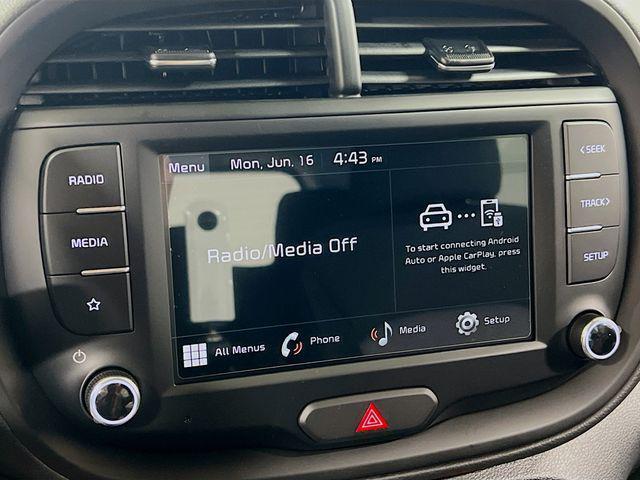 Menu Mon, Jun. 16 4:43 PM
RADIO
MEDIA
Radio/Media Off
To start connecting Android
Auto or Apple CarPlay, press
this widget.
All Menus Phone Media Setup
< SEEK
TRACK >
SETUP